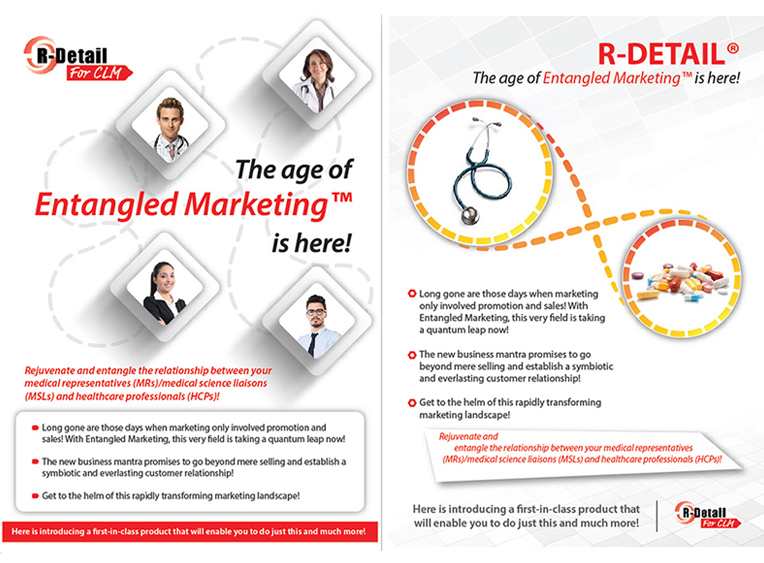 R-Detail
For CLM
The age of
Entangled Marketing™
is here!
Rejuvenate and entangle the relationship between your
medical representatives (MRs)/medical science liaisons
(MSLs) and healthcare professionals (HCPs)!
Long gone are those days when marketing only involved promotion and
sales! With Entangled Marketing, this very field is taking a quantum leap now!
The new business mantra promises to go beyond mere selling and establish a
symbiotic and everlasting customer relationship!
Get to the helm of this rapidly transforming marketing landscape!
Here is introducing a first-in-class product that will enable you to do just this and much more!
R-DETAIL®
The age of Entangled Marketing™ is here!
Long gone are those days when marketing
only involved promotion and sales! With
Entangled Marketing, this very field is taking
a quantum leap now!
The new business mantra promises to go
beyond mere selling and establish a symbiotic
and everlasting customer relationship!
Get to the helm of this rapidly transforming
marketing landscape!
Rejuvenate and
entangle the relationship between your medical representatives
(MRs)/medical science liaisons (MSLs) and healthcare professionals (HCPs)!
Here is introducing a first-in-class product that
will enable you to do just this and much more!
R-Detail
For CLM